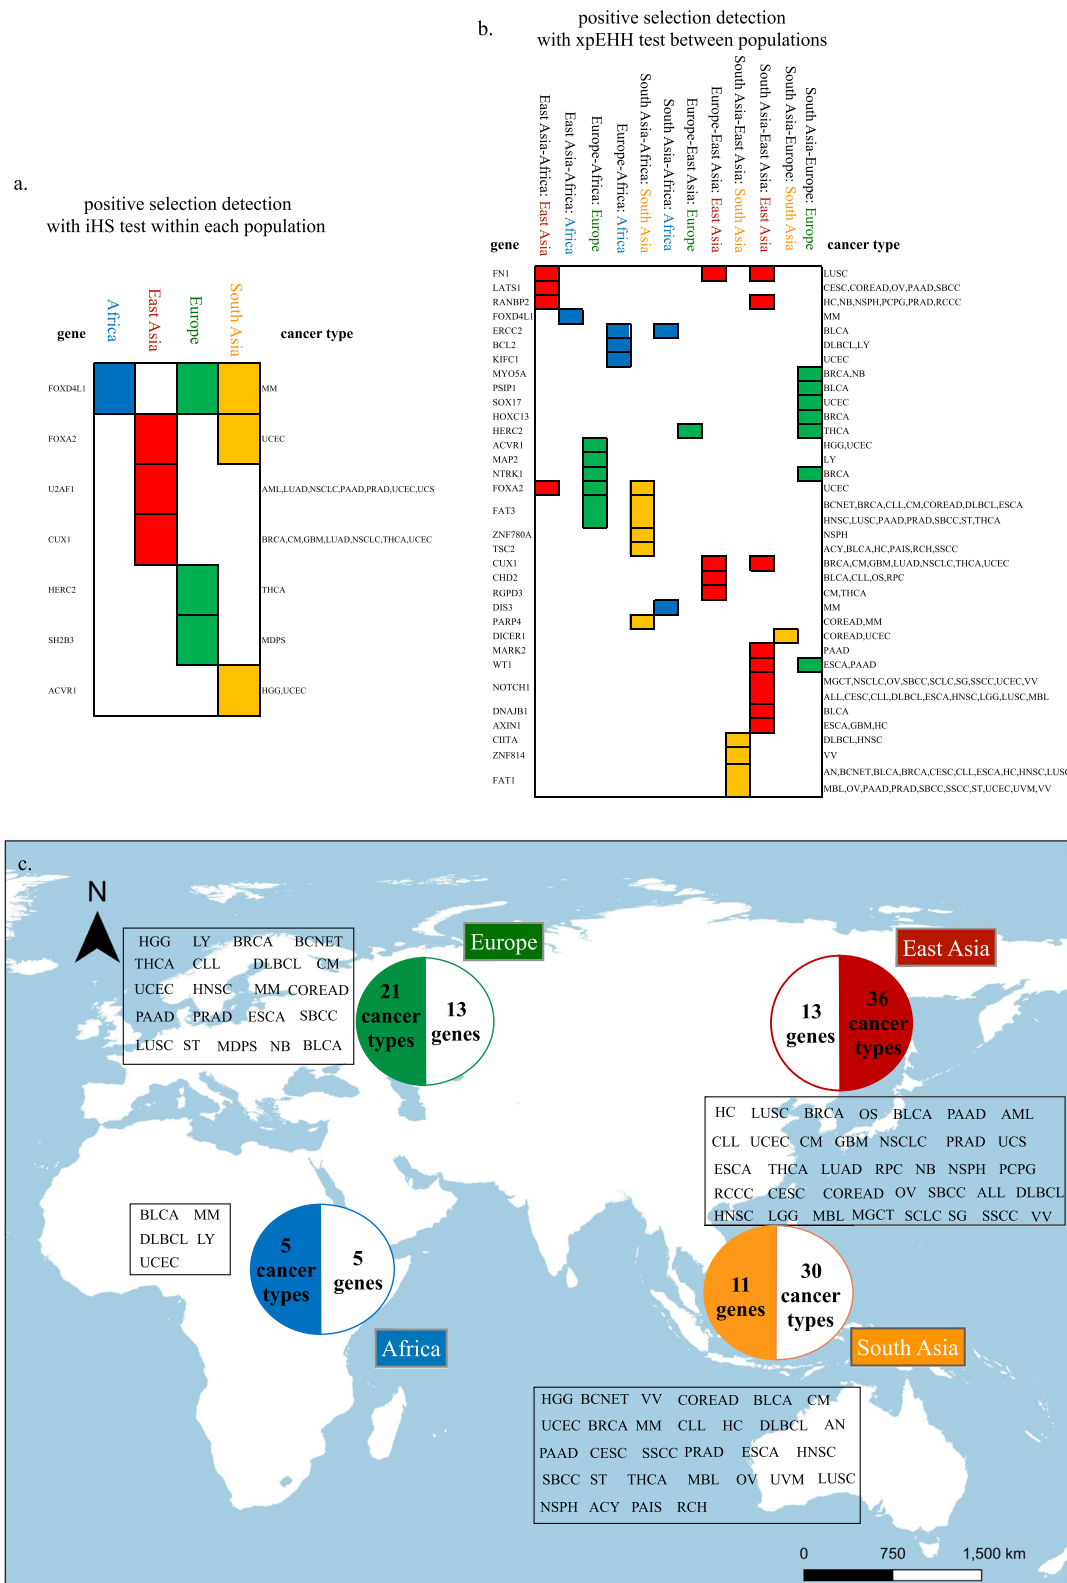 a.
positive selection detection
with iHS test within each population
gene
Africa
East Asia
Europe
South Asia
cancer type
FOXD4L1 MM
FOXA2 UCEC
U2AF1 AML,LUAD,NSCLC,PAAD,PRAD,UCEC,UCS
CUX1 BRCA,CM,GBM,LUAD,NSCLC,THCA,UCEC
HERC2 THCA
SH2B3 MDPS
ACVR1 HGG,UCEC
b.
positive selection detection
with xpEHH test between populations
gene
East Asia-Africa: East Asia
East Asia-Africa: Africa
Europe-Africa: Europe
Europe-Africa: Africa
South Asia-Africa: South Asia
South Asia-Africa: Africa
Europe-East Asia: Europe
Europe-East Asia: East Asia
South Asia-East Asia: South Asia
South Asia-East Asia: East Asia
South Asia-Europe: South Asia
South Asia-Europe: Europe
cancer type
FN1 LUSC
LATS1 CESC,COREAD,OV,PAAD,SBCC
RANBP2 HC,NB,NSPH,PCPG,PRAD,RCCC
FOXD4L1 MM
ERCC2 BLCA
BCL2 DLBCL,LY
KIFC1 UCEC
MYO5A BRCA,NB
PSIP1 BLCA
SOX17 UCEC
HOXC13 BRCA
HERC2 THCA
ACVR1 HGG,UCEC
MAP2 LY
NTRK1 BRCA
FOXA2 UCEC
FAT3 BCNET,BRCA,CLL,CM,COREAD,DLBCL,ESCA
HNSC,LUSC,PAAD,PRAD,SBCC,ST,THCA
ZNF780A NSPH
TSC2 ACY,BLCA,HC,PAIS,RCH,SSCC
CUX1 BRCA,CM,GBM,LUAD,NSCLC,THCA,UCEC
CHD2 BLCA,CLL,OS,RPC
RGPD3 CM,THCA
DIS3 MM
PARP4 COREAD,MM
DICER1 COREAD,UCEC
MARK2 PAAD
WT1 ESCA,PAAD
NOTCH1 MGCT,NSCLC,OV,SBCC,SCLC,SG,SSCC,UCEC,VV
ALL,CESC,CLL,DLBCL,ESCA,HNSC,LGG,LUSC,MBL
DNAJB1 BLCA
AXIN1 ESCA,GBM,HC
CIITA DLBCL,HNSC
ZNF814 VV
FAT1 AN,BCNET,BLCA,BRCA,CESC,CLL,ESCA,HC,HNSC,LUSC
MBL,OV,PAAD,PRAD,SBCC,SSCC,ST,UCEC,UVM,VV
c.
N
HGG LY BRCA BCNET
THCA CLL DLBCL CM
UCEC HNSC MM COREAD
PAAD PRAD ESCA SBCC
LUSC ST MDPS NB BLCA
Europe
21
cancer
types
13
genes
East Asia
13
genes
36
cancer
types
HC LUSC BRCA OS BLCA PAAD AML
CLL UCEC CM GBM NSCLC PRAD UCS
ESCA THCA LUAD RPC NB NSPH PCPG
RCCC CESC COREAD OV SBCC ALL DLBCL
HNSC LGG MBL MGCT SCLC SG SSCC VV
BLCA MM
DLBCL LY
UCEC
5
cancer
types
5
genes
Africa
11
genes
30
cancer
types
South Asia
HGG BCNET VV COREAD BLCA CM
UCEC BRCA MM CLL HC DLBCL AN
PAAD CESC SSCC PRAD ESCA HNSC
SBCC ST THCA MBL OV UVM LUSC
NSPH ACY PAIS RCH
0 750 1,500 km